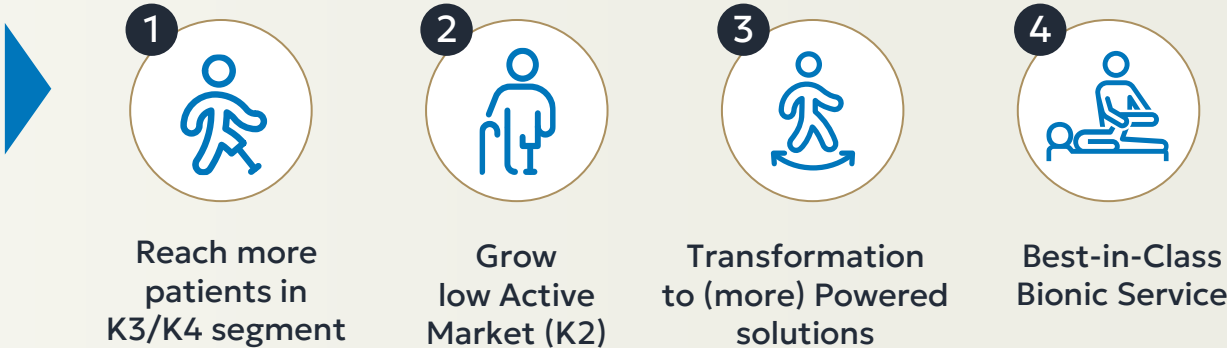 1
Reach more
patients in
K3/K4 segment
2
Grow
low Active
Market (K2)
3
Transformation
to (more) Powered
solutions
4
Best-in-Class
Bionic Service